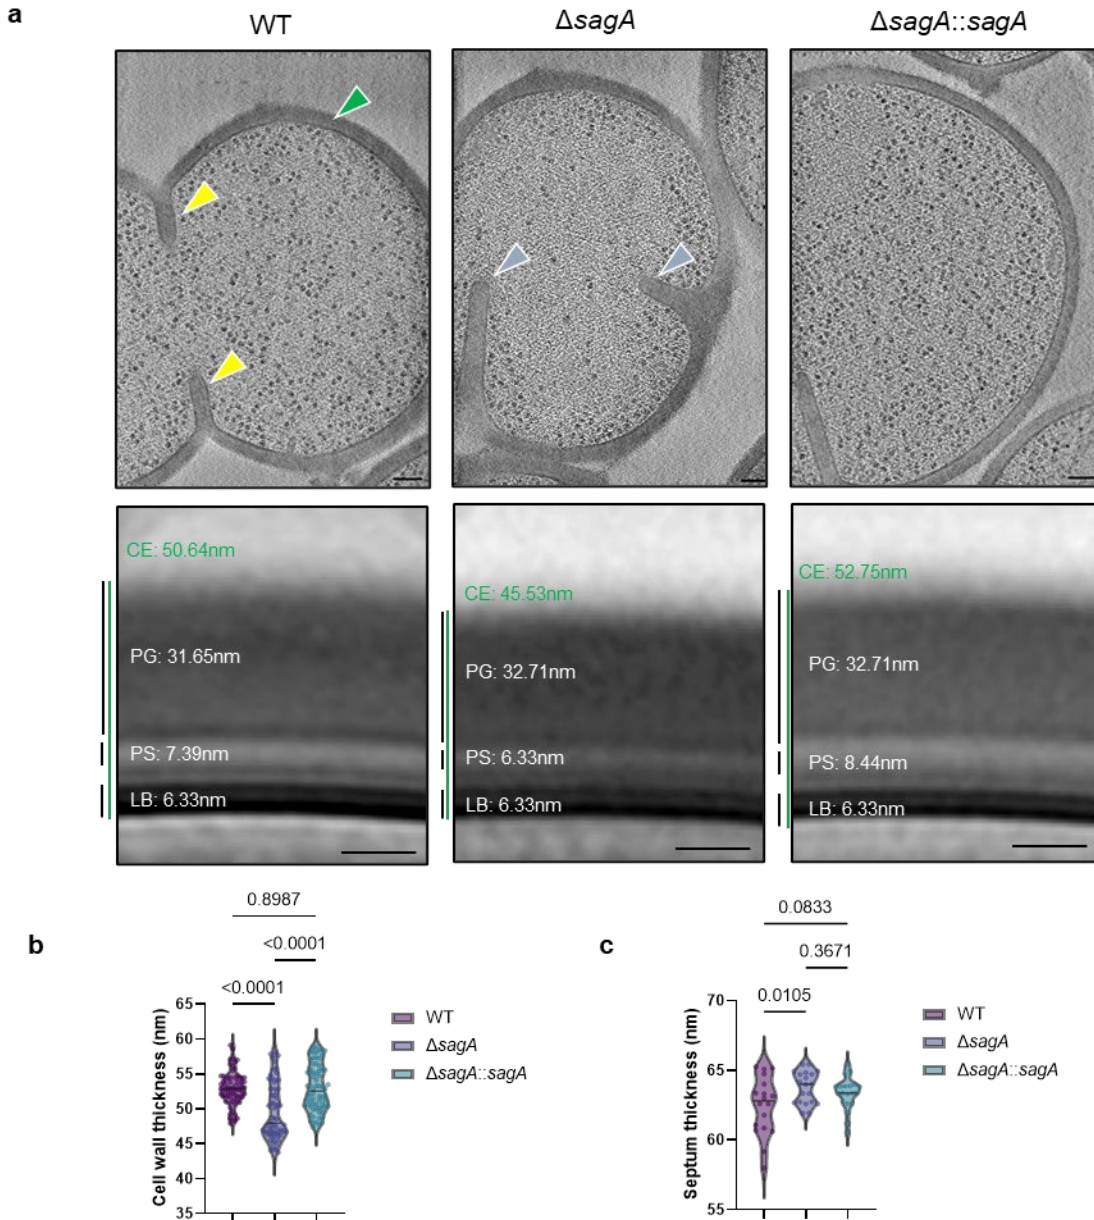 a
WT
ΔsagA
ΔsagA::sagA
CE: 50.64nm
PG: 31.65nm
PS: 7.39nm
LB: 6.33nm
CE: 45.53nm
PG: 32.71nm
PS: 6.33nm
LB: 6.33nm
CE: 52.75nm
PG: 32.71nm
PS: 8.44nm
LB: 6.33nm
b
0.8987
<0.0001
<0.0001
Cell wall thickness (nm)
65
60
55
50
45
40
35
WT
ΔsagA
ΔsagA::sagA
c
0.0833
0.3671
0.0105
Septum thickness (nm)
70
65
60
55
WT
ΔsagA
ΔsagA::sagA